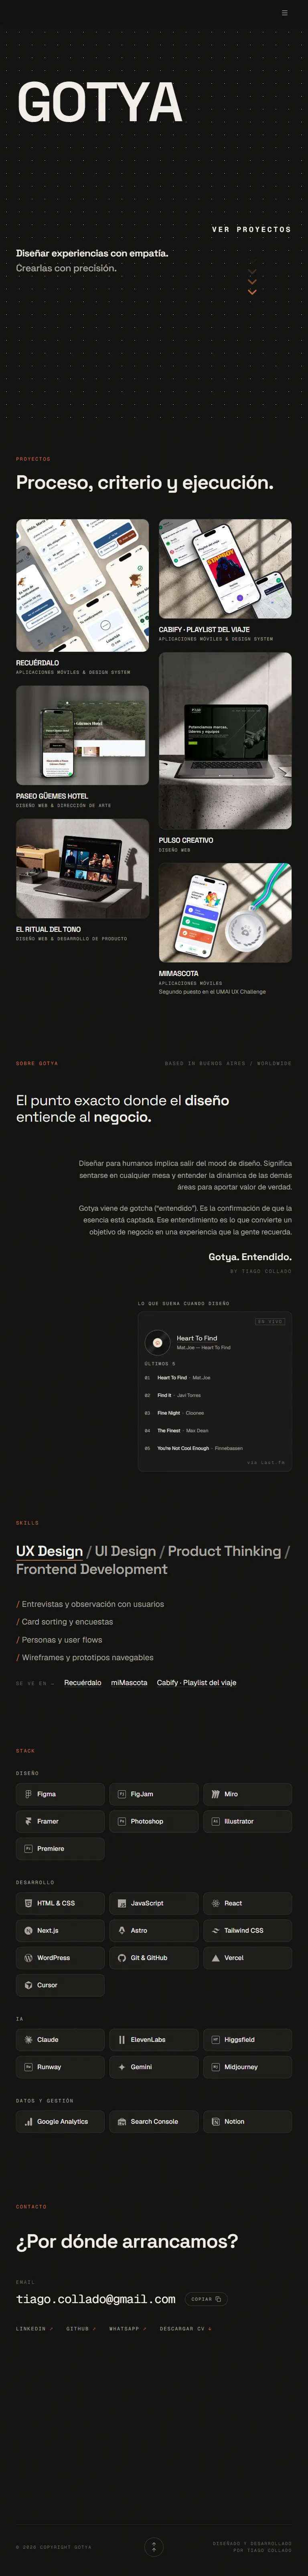 GOTYA
VER PROYECTOS
Diseñar experiencias con empatía.
Crearlas con precisión.
PROYECTOS
Proceso, criterio y ejecución.
RECUÉRDALO
APLICACIONES MÓVILES & DESIGN SYSTEM
CABIFY · PLAYLIST DEL VIAJE
APLICACIONES MÓVILES & DESIGN SYSTEM
PASEO GÜEMES HOTEL
DISEÑO WEB & DIRECCIÓN DE ARTE
PULSO CREATIVO
DISEÑO WEB
EL RITUAL DEL TONO
DISEÑO WEB & DESARROLLO DE PRODUCTO
MIMASCOTA
APLICACIONES MÓVILES
Segundo puesto en el UMAI UX Challenge
SOBRE GOTYA
BASED IN BUENOS AIRES / WORLDWIDE
El punto exacto donde el diseño
entiende al negocio.
Diseñar para humanos implica salir del mood de diseño. Significa
sentarse en cualquier mesa y entender la dinámica de las demás
áreas para aportar valor de verdad.
Gotya viene de gotcha ("entendido"). Es la confirmación de que la
esencia está captada. Ese entendimiento es lo que convierte un
objetivo de negocio en una experiencia que la gente recuerda.
Gotya. Entendido.
BY TIAGO COLLADO
LO QUE SUENA CUANDO DISEÑO
EN VIVO
Heart To Find
Mat.Joe — Heart To Find
ÚLTIMOS 5
01 Heart To Find · Mat.Joe
02 Find It · Javi Torres
03 Fine Night · Cloonee
04 The Finest · Max Dean
05 You're Not Cool Enough · Finnebassen
via Last.fm
SKILLS
UX Design / UI Design / Product Thinking /
Frontend Development
/ Entrevistas y observación con usuarios
/ Card sorting y encuestas
/ Personas y user flows
/ Wireframes y prototipos navegables
SE VE EN → Recuérdalo miMascota Cabify · Playlist del viaje
STACK
DISEÑO
Figma
FigJam
Miro
Framer
Photoshop
Illustrator
Premiere
DESARROLLO
HTML & CSS
JavaScript
React
Next.js
Astro
Tailwind CSS
WordPress
Git & GitHub
Vercel
Cursor
IA
Claude
ElevenLabs
Higgsfield
Runway
Gemini
Midjourney
DATOS Y GESTIÓN
Google Analytics
Search Console
Notion
CONTACTO
¿Por dónde arrancamos?
EMAIL
tiago.collado@gmail.com COPIAR
LINKEDIN ↗ GITHUB ↗ WHATSAPP ↗ DESCARGAR CV ↓
© 2026 COPYRIGHT GOTYA
DISEÑADO Y DESARROLLADO
POR TIAGO COLLADO